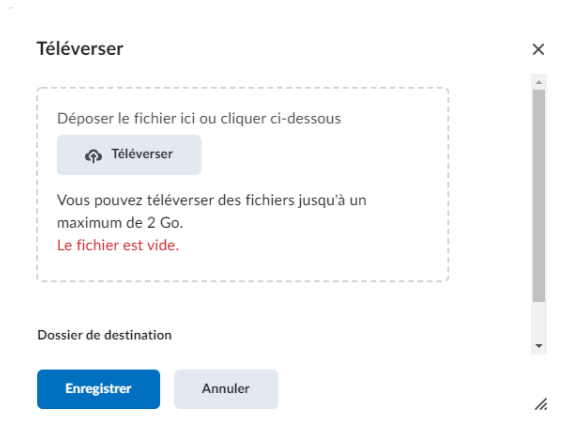 Téléverser
Déposer le fichier ici ou cliquer ci-dessous
Téléverser
Vous pouvez téléverser des fichiers jusqu'à un
maximum de 2 Go.
Le fichier est vide.
Dossier de destination
Enregistrer
Annuler